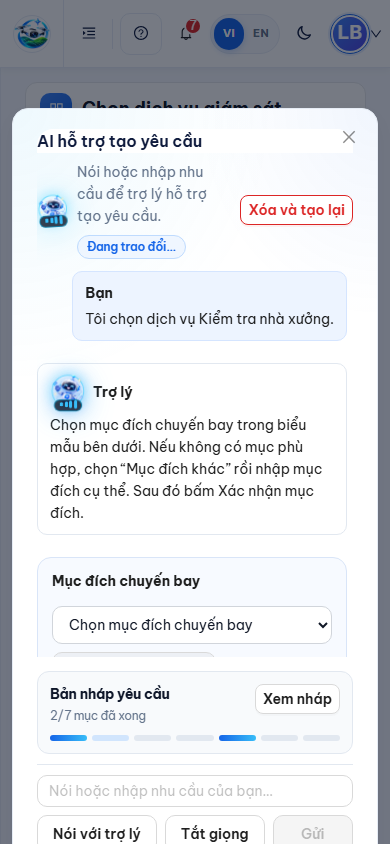 7
VI
EN
LB
Chọn dịch vụ giám sát
AI hỗ trợ tạo yêu cầu
Nói hoặc nhập nhu
cầu để trợ lý hỗ trợ
tạo yêu cầu.
Xóa và tạo lại
Đang trao đổi...
Bạn
Tôi chọn dịch vụ Kiểm tra nhà xưởng.
Trợ lý
Chọn mục đích chuyến bay trong biểu
mẫu bên dưới. Nếu không có mục phù
hợp, chọn “Mục đích khác” rồi nhập mục
đích cụ thể. Sau đó bấm Xác nhận mục
đích.
Mục đích chuyến bay
Chọn mục đích chuyến bay
Bản nháp yêu cầu
Xem nháp
2/7 mục đã xong
Nói hoặc nhập nhu cầu của bạn...
Nói với trợ lý
Tắt giọng
Gửi